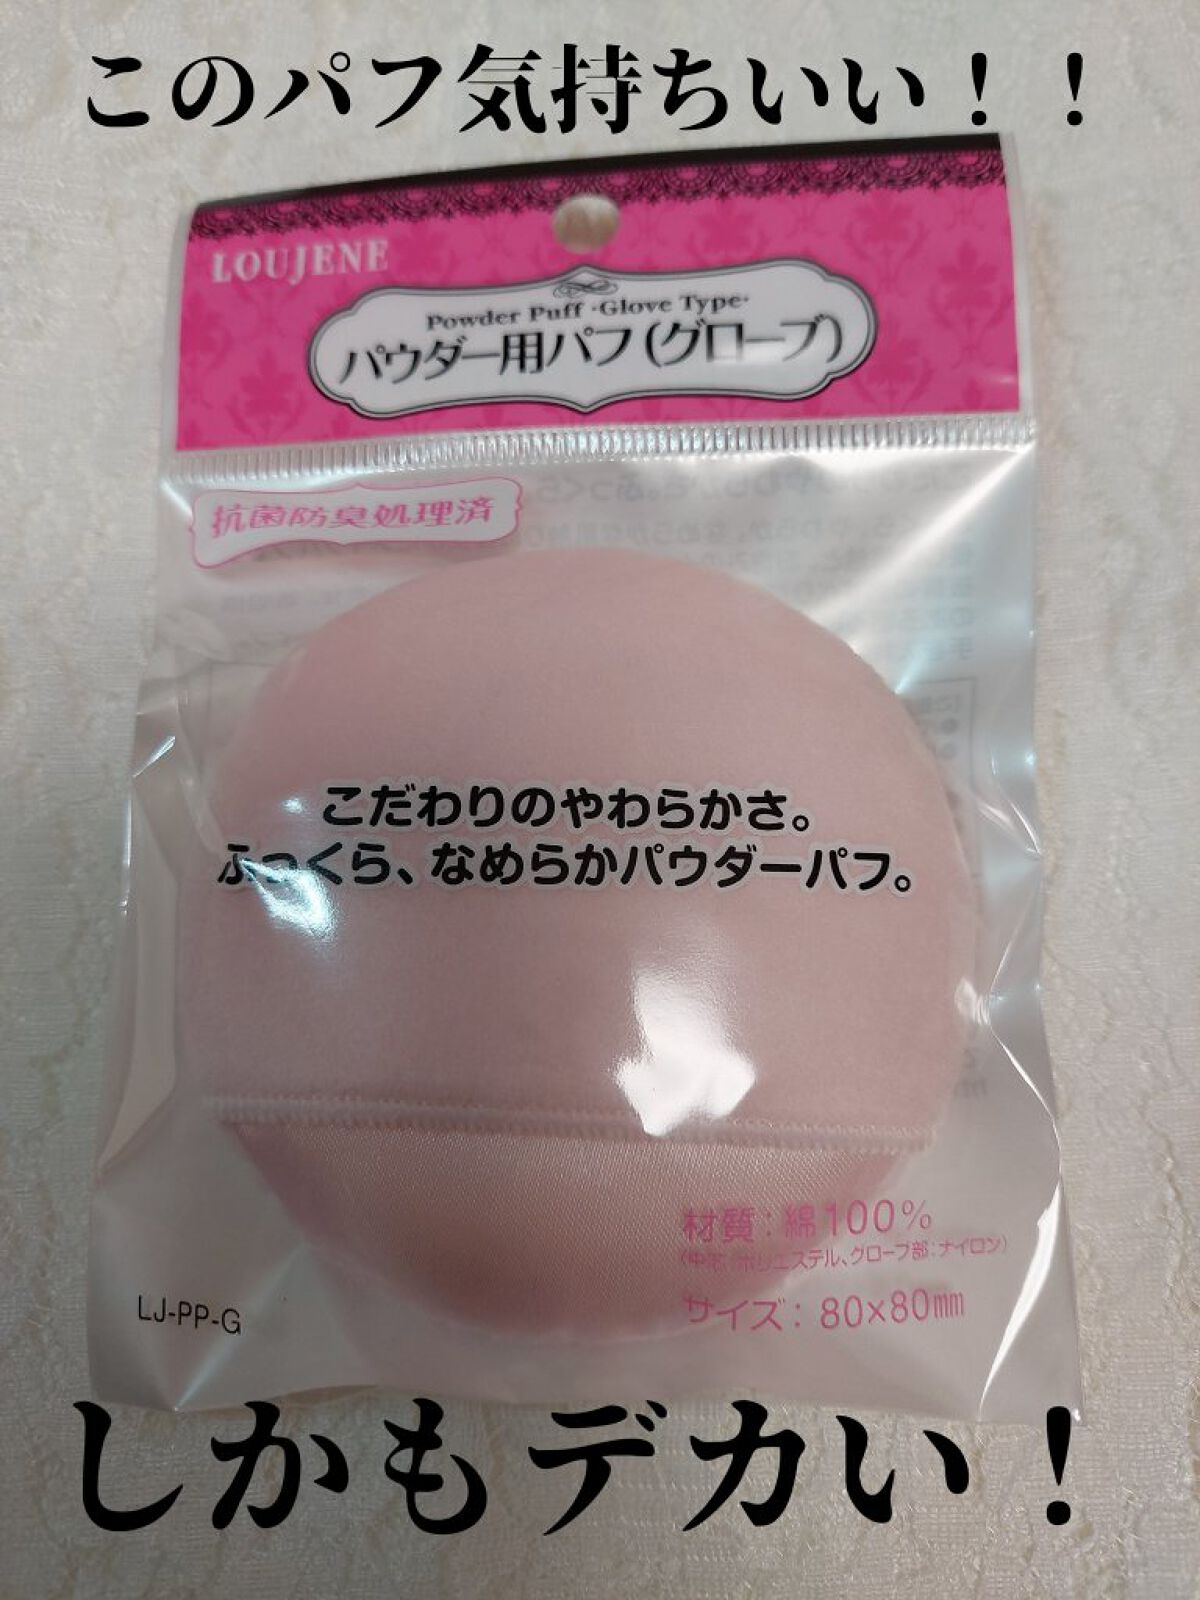 このパフ気持ちいい！！
LOUJENE
Powder Puff ·Glove Type·
パウダー用パフ(グローブ)
抗菌防臭処理済
こだわりのやわらかさ。
ふっくら、なめらかパウダーパフ。
材質：綿100%
(中芯：ポリエステル、グローブ部：ナイロン)
サイズ：80×80mm
LJ-PP-G
しかもデカい！